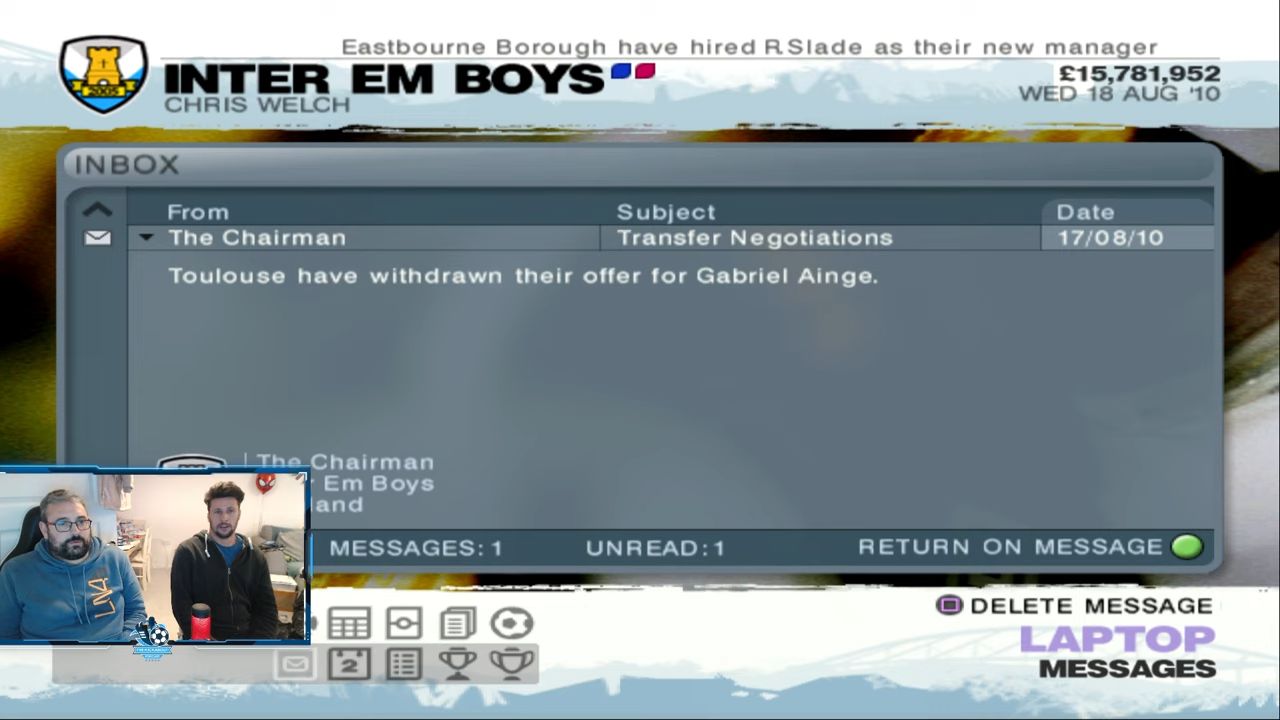 Eastbourne Borough have hired R.Slade as their new manager
INTER EM BOYS
CHRIS WELCH
£15,781,952
WED 18 AUG '10
2005
INBOX
From Subject Date
The Chairman Transfer Negotiations 17/08/10
Toulouse have withdrawn their offer for Gabriel Ainge.
The Chairman
Em Boys
MESSAGES: 1 UNREAD: 1 RETURN ON MESSAGE
DELETE MESSAGE
LAPTOP
MESSAGES
2